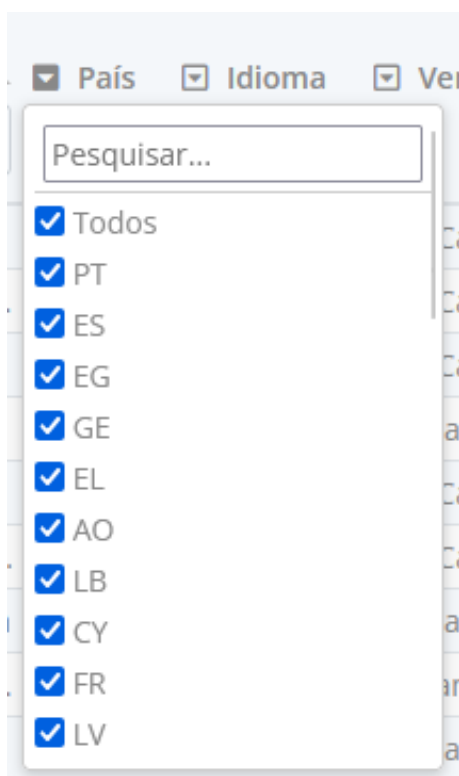 País Idioma
Pesquisar...
Todos
PT
ES
EG
GE
EL
AO
LB
CY
FR
LV